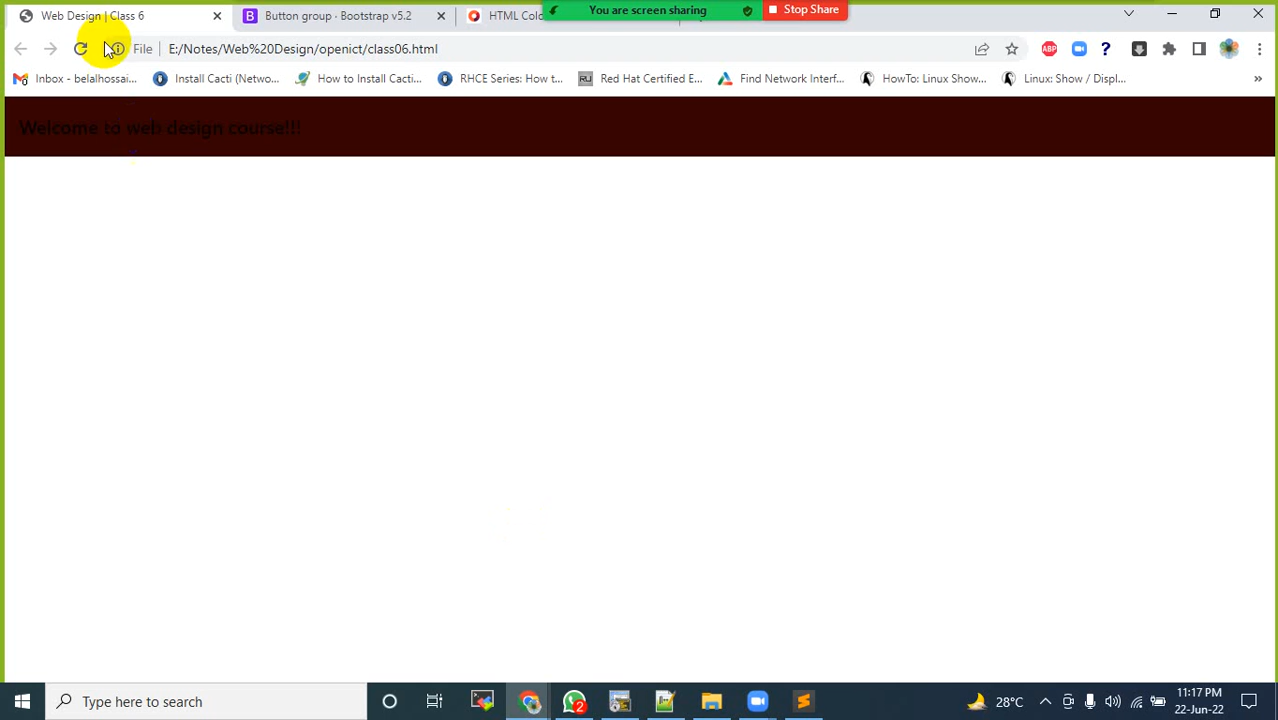 Web Design | Class 6
Button group · Bootstrap v5.2
HTML Colo
You are screen sharing
Stop Share
File
E:/Notes/Web%20Design/openict/class06.html
ABP
Inbox - belalhossai...
Install Cacti (Netwo...
How to Install Cacti...
RHCE Series: How t...
Red Hat Certified E...
Find Network Interf...
HowTo: Linux Show...
Linux: Show / Displ...
Welcome to web design course!!!
Type here to search
2
28°C
11:17 PM
22-Jun-22